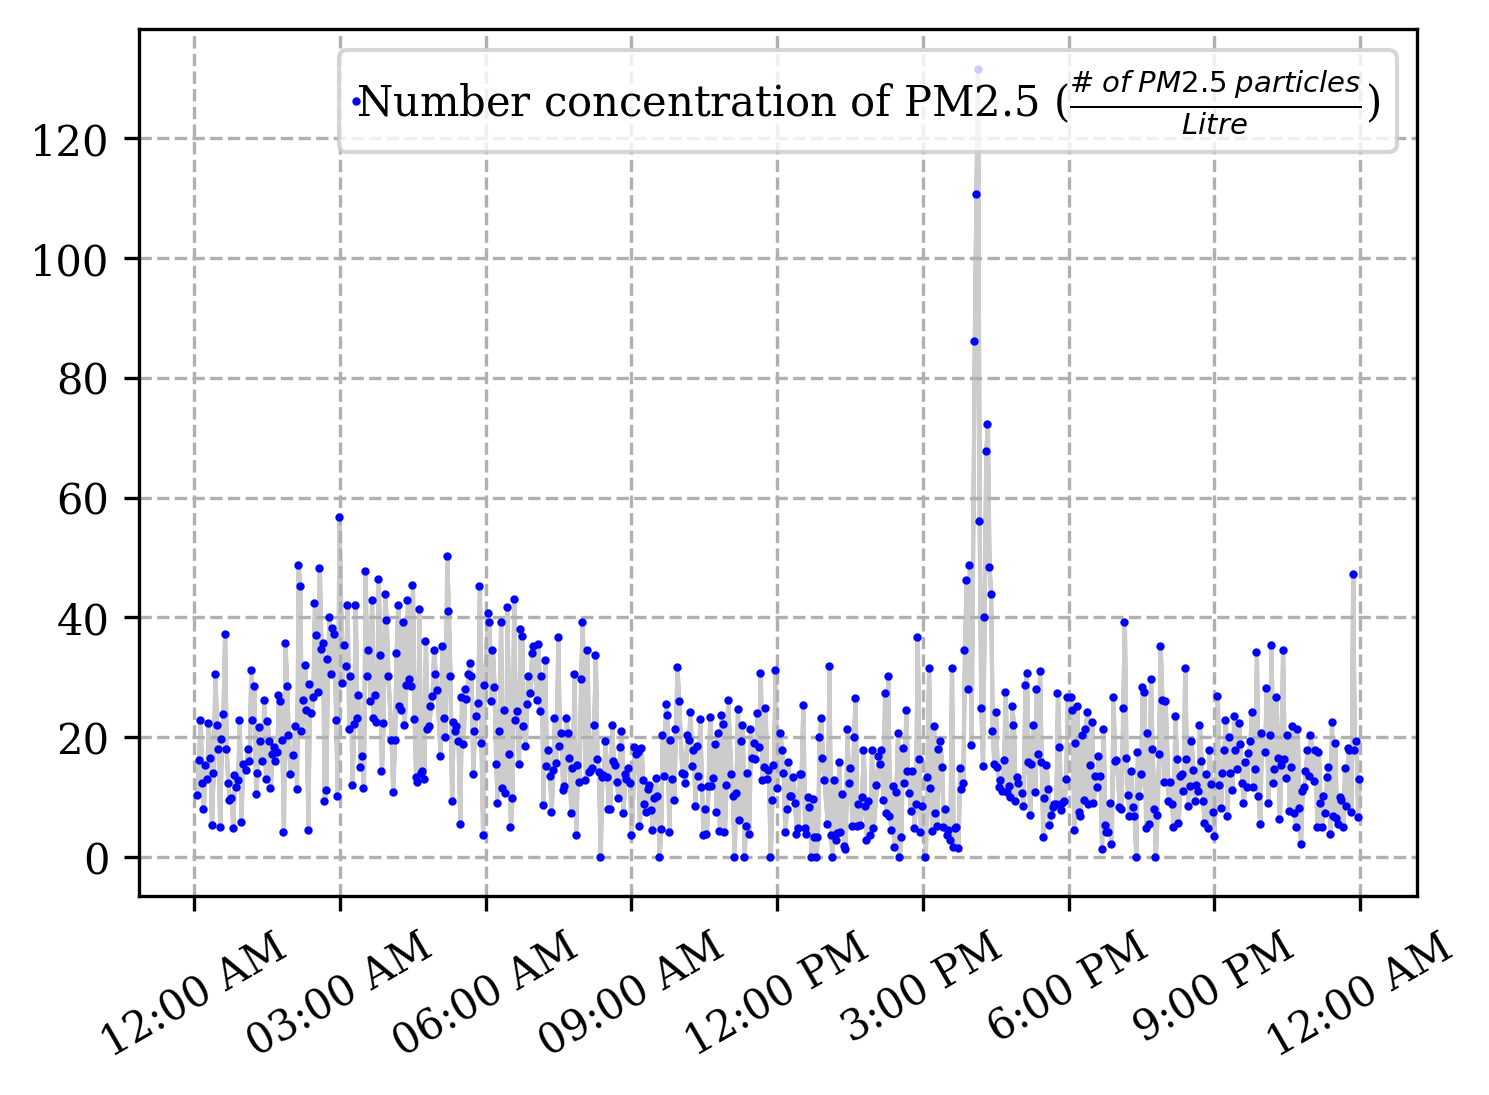 Number concentration of PM2.5 (# of PM2.5 particles / Litre)
120
100
80
60
40
20
0
12:00 AM
03:00 AM
06:00 AM
09:00 AM
12:00 PM
3:00 PM
6:00 PM
9:00 PM
12:00 AM